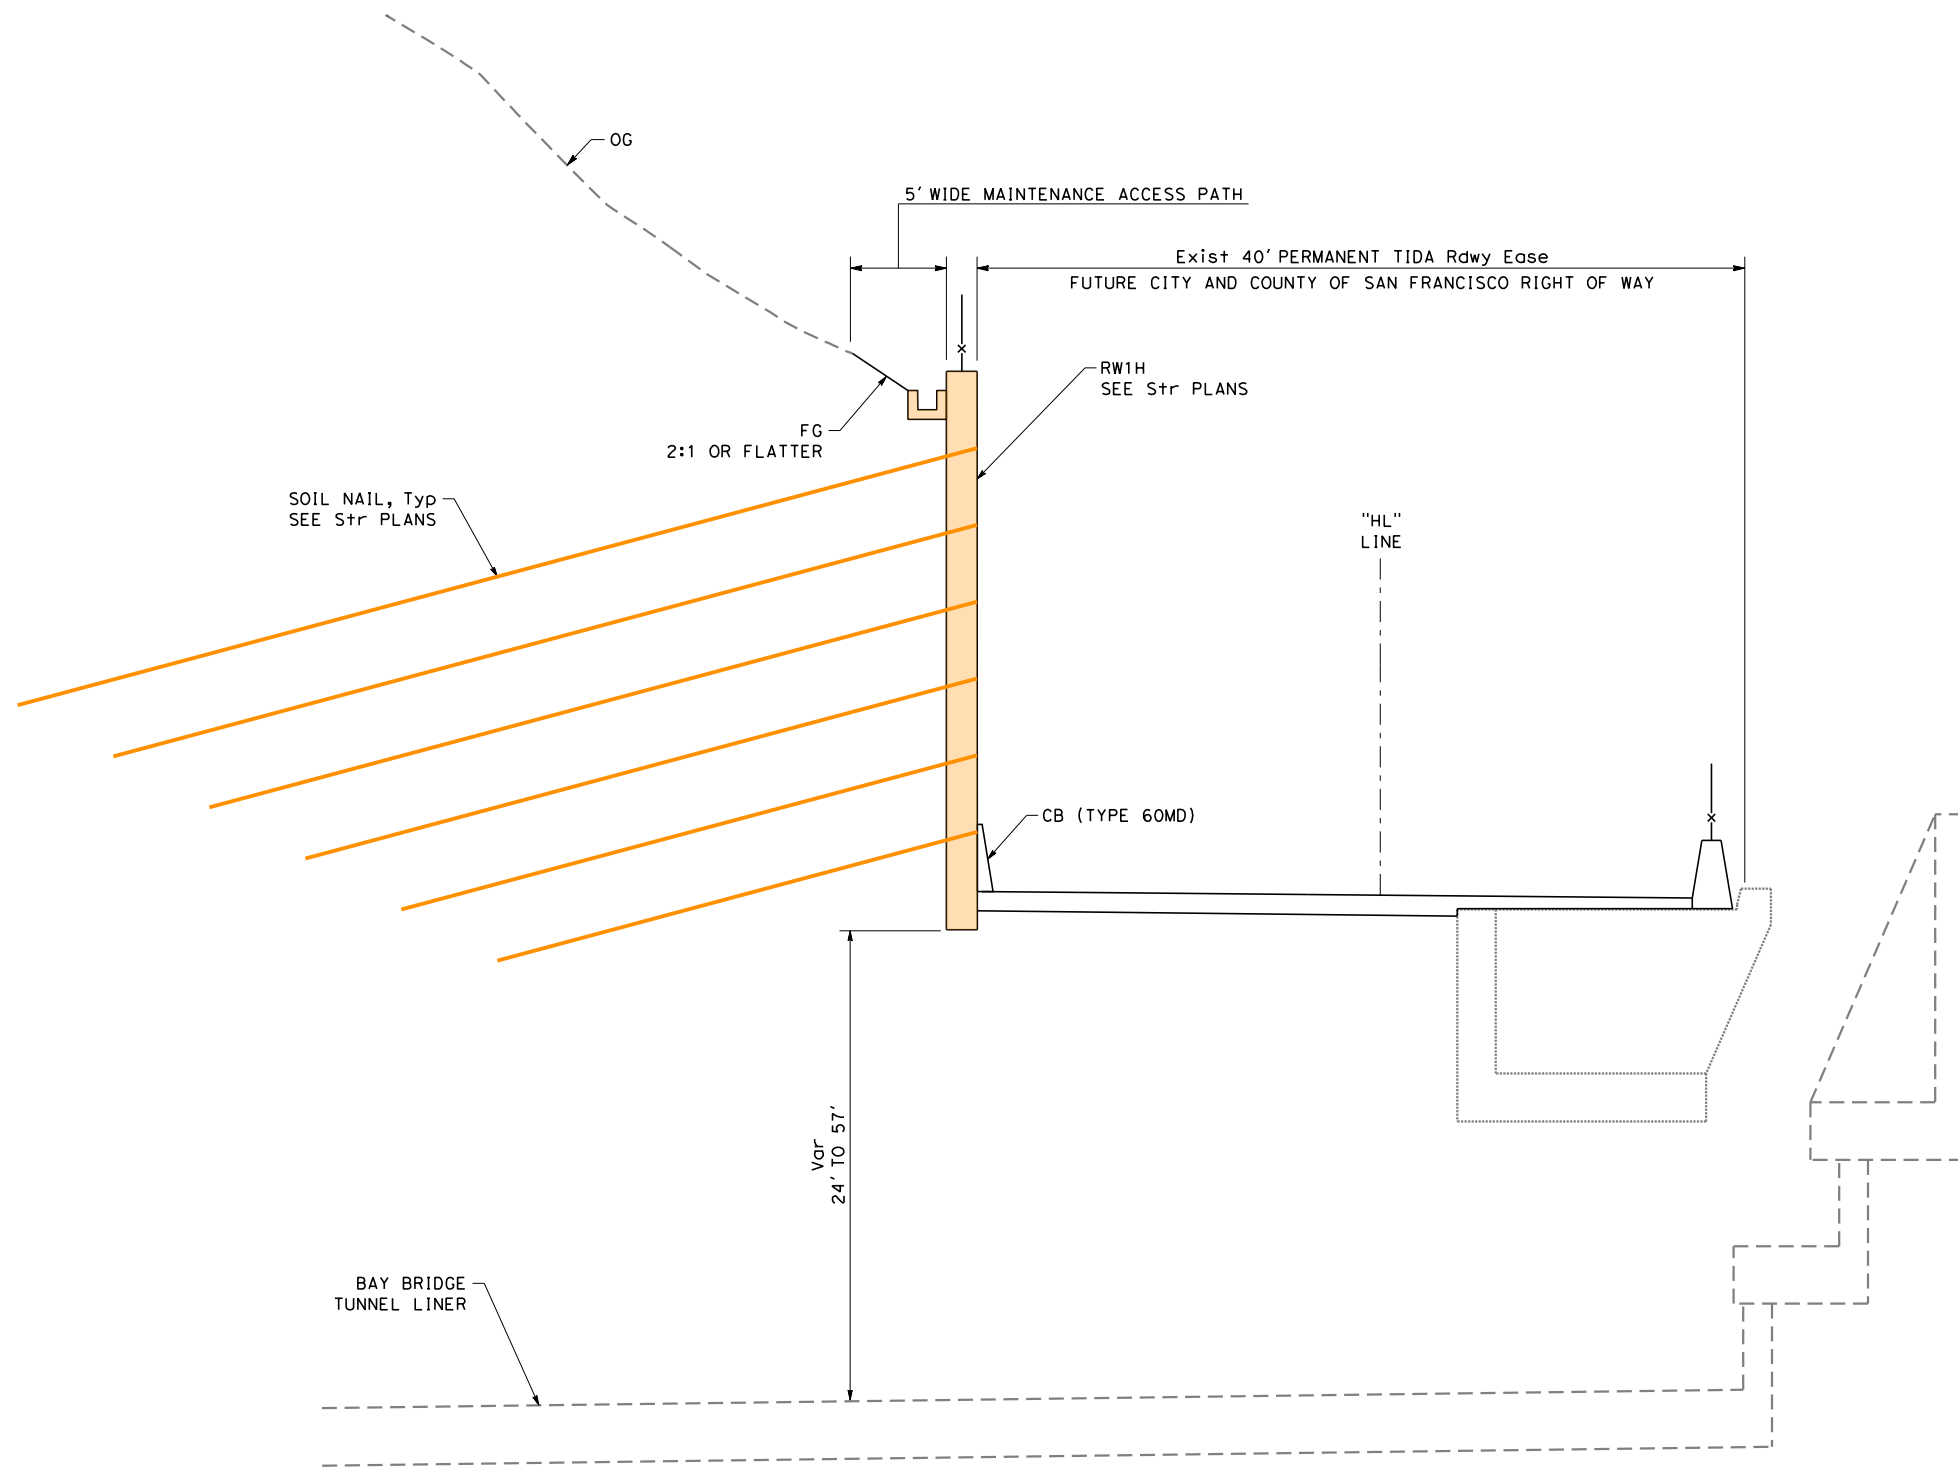 OG
5' WIDE MAINTENANCE ACCESS PATH
Exist 40' PERMANENT TIDA Rdwy Ease
FUTURE CITY AND COUNTY OF SAN FRANCISCO RIGHT OF WAY
RW1H
SEE Str PLANS
FG
2:1 OR FLATTER
SOIL NAIL, Typ
SEE Str PLANS
"HL"
LINE
CB (TYPE 60MD)
Var
24' TO 57'
BAY BRIDGE
TUNNEL LINER